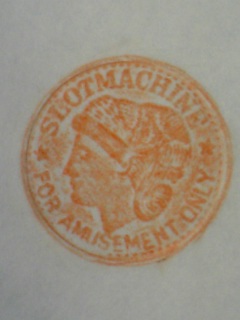 SLOTMACHINE
FOR AMUSEMENT ONLY